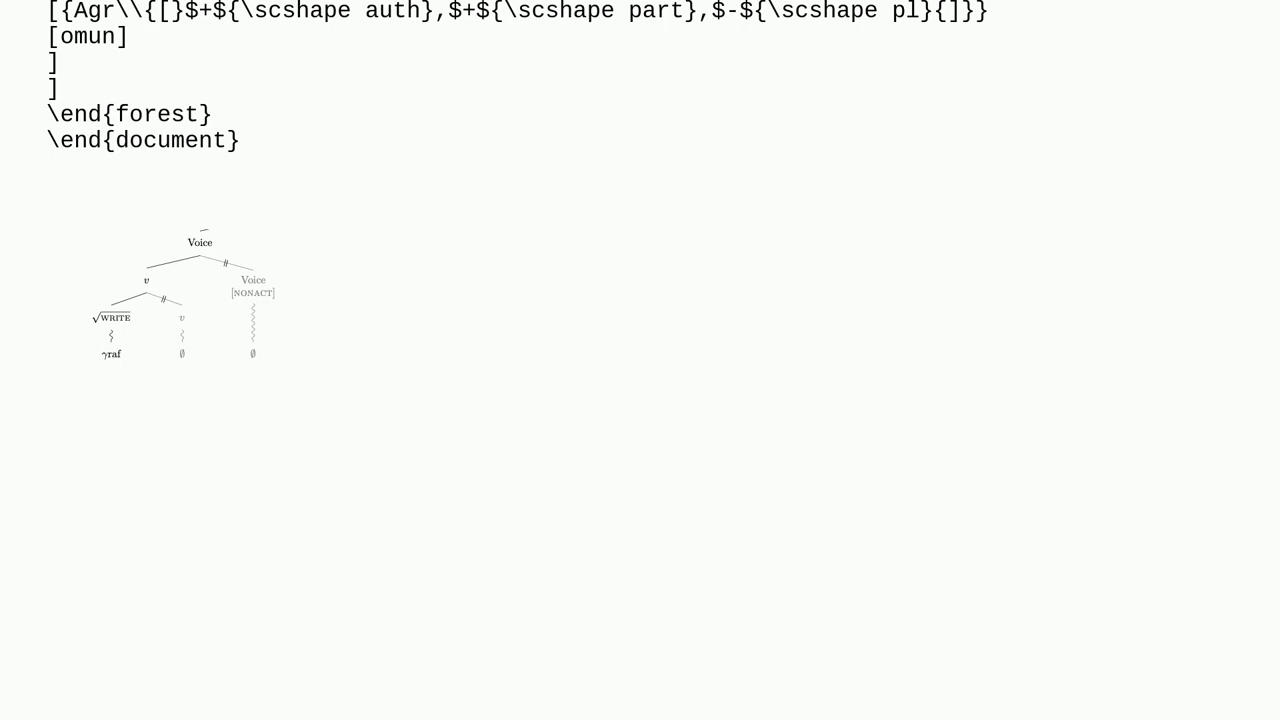 [{Agr\\{[}$+${\scshape auth},$+${\scshape part},$-${\scshape pl}{]}}
[omun]
]
]
\end{forest}
\end{document}
Voice
v Voice
[NONACT]
√WRITE v
γraf ∅ ∅